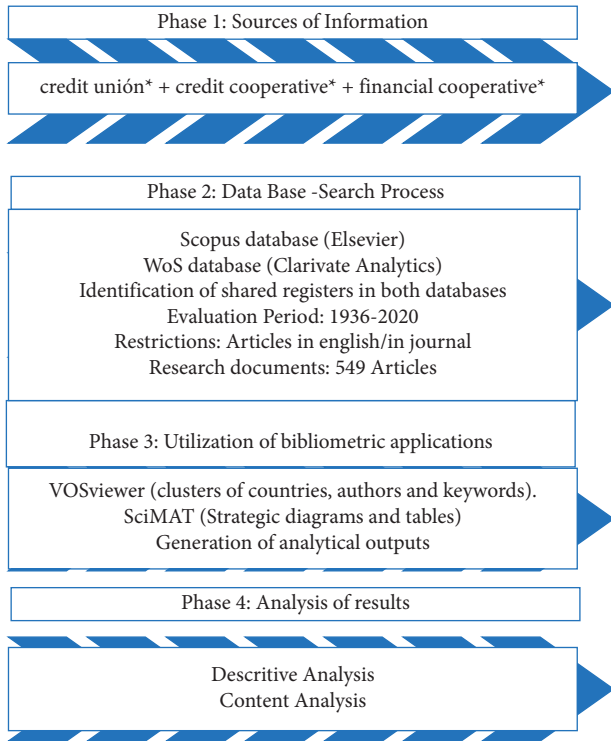 Phase 1: Sources of Information
credit unión* + credit cooperative* + financial cooperative*
Phase 2: Data Base -Search Process
Scopus database (Elsevier)
WoS database (Clarivate Analytics)
Identification of shared registers in both databases
Evaluation Period: 1936-2020
Restrictions: Articles in english/in journal
Research documents: 549 Articles
Phase 3: Utilization of bibliometric applications
VOSviewer (clusters of countries, authors and keywords).
SciMAT (Strategic diagrams and tables)
Generation of analytical outputs
Phase 4: Analysis of results
Descritive Analysis
Content Analysis